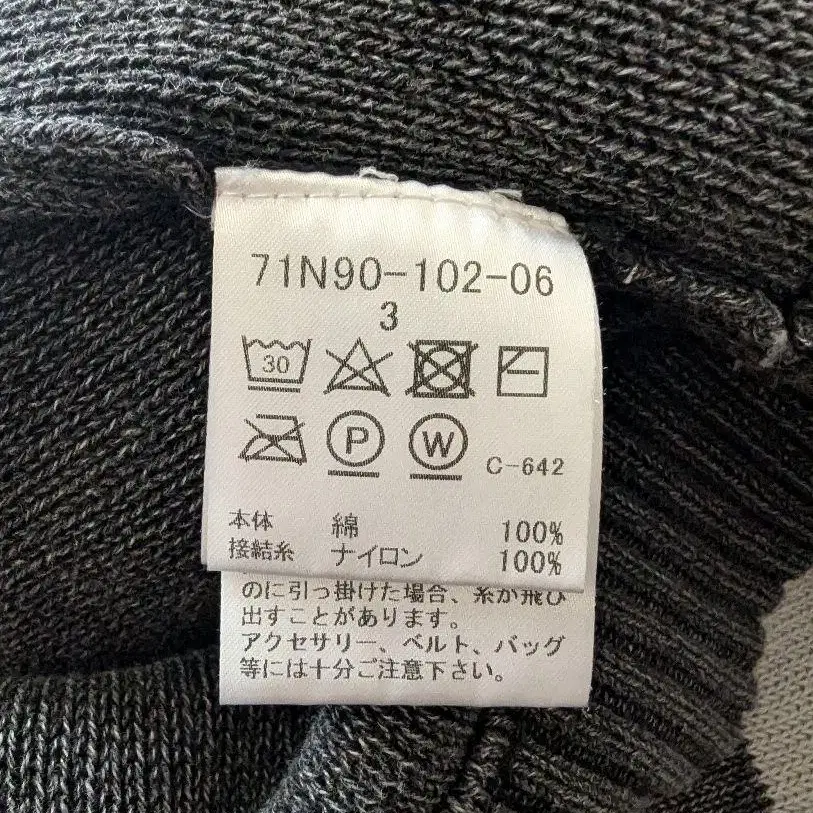 71N90-102-06
3
30
P W C-642
本体 綿 100%
接結糸 ナイロン 100%
のに引っ掛けた場合、糸が飛び
出すことがあります。
アクセサリー、ベルト、バッグ
等には十分ご注意下さい。